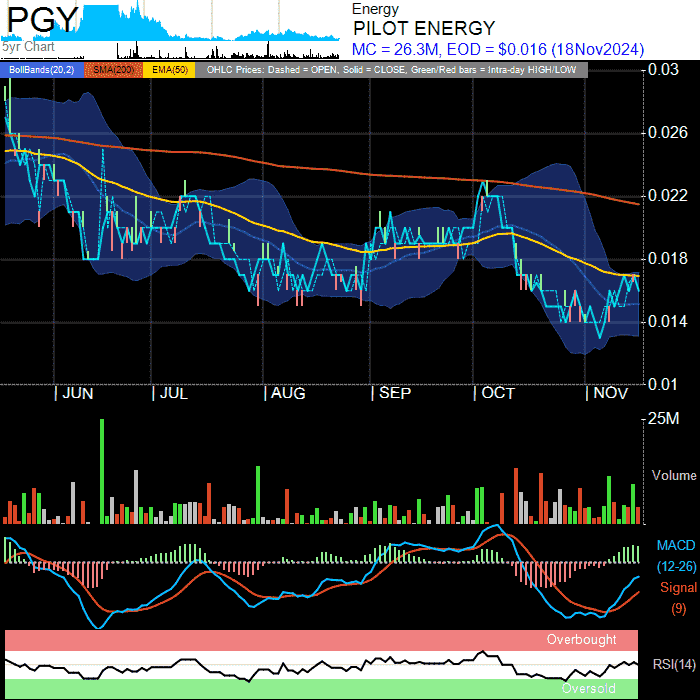 PGY
Energy
PILOT ENERGY
5yr Chart
MC = 26.3M, EOD = $0.016 (18Nov2024)
BollBands(20,2) SMA(200) EMA(50) OHLC Prices: Dashed = OPEN, Solid = CLOSE, Green/Red bars = Intra-day HIGH/LOW
0.03
0.026
0.022
0.018
0.014
0.01
JUN JUL AUG SEP OCT NOV
25M
Volume
MACD
(12-26)
Signal
(9)
Overbought
RSI(14)
Oversold